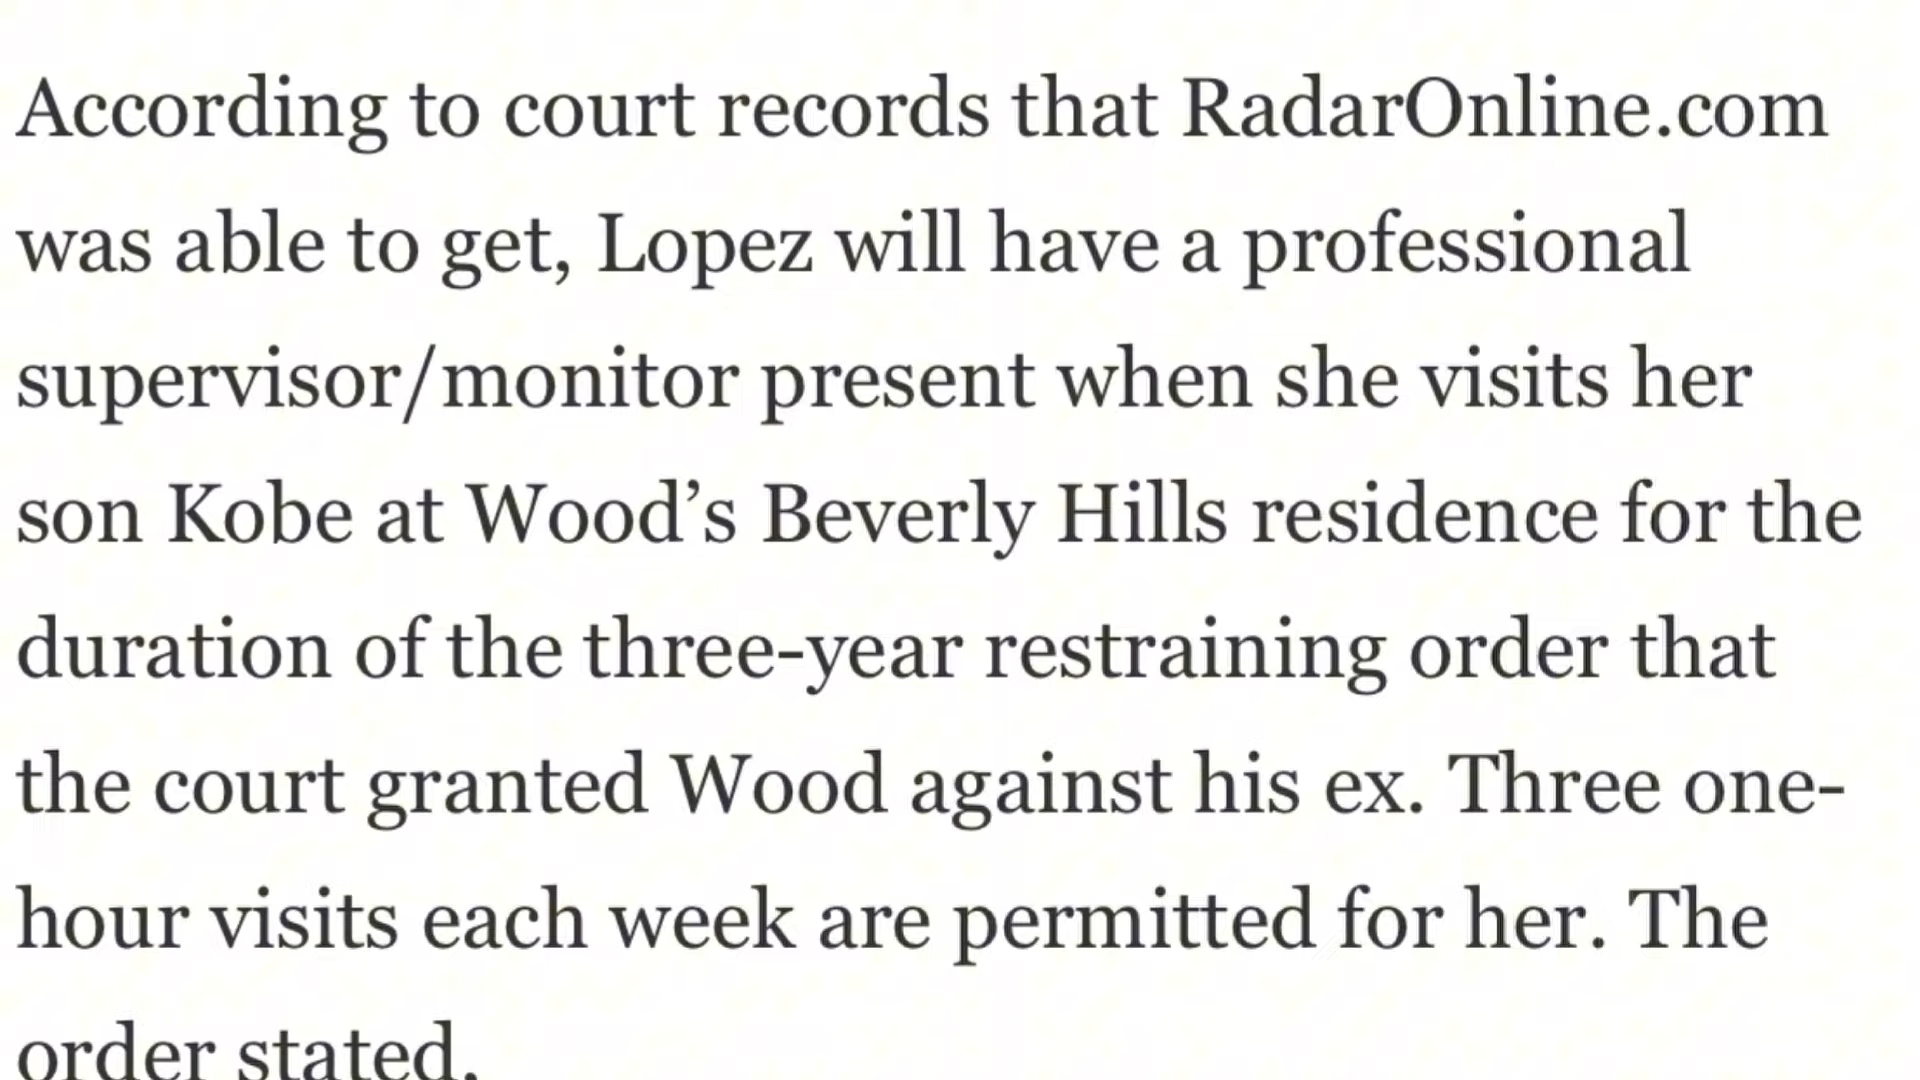 According to court records that RadarOnline.com
was able to get, Lopez will have a professional
supervisor/monitor present when she visits her
son Kobe at Wood’s Beverly Hills residence for the
duration of the three-year restraining order that
the court granted Wood against his ex. Three one-
hour visits each week are permitted for her. The
order stated,